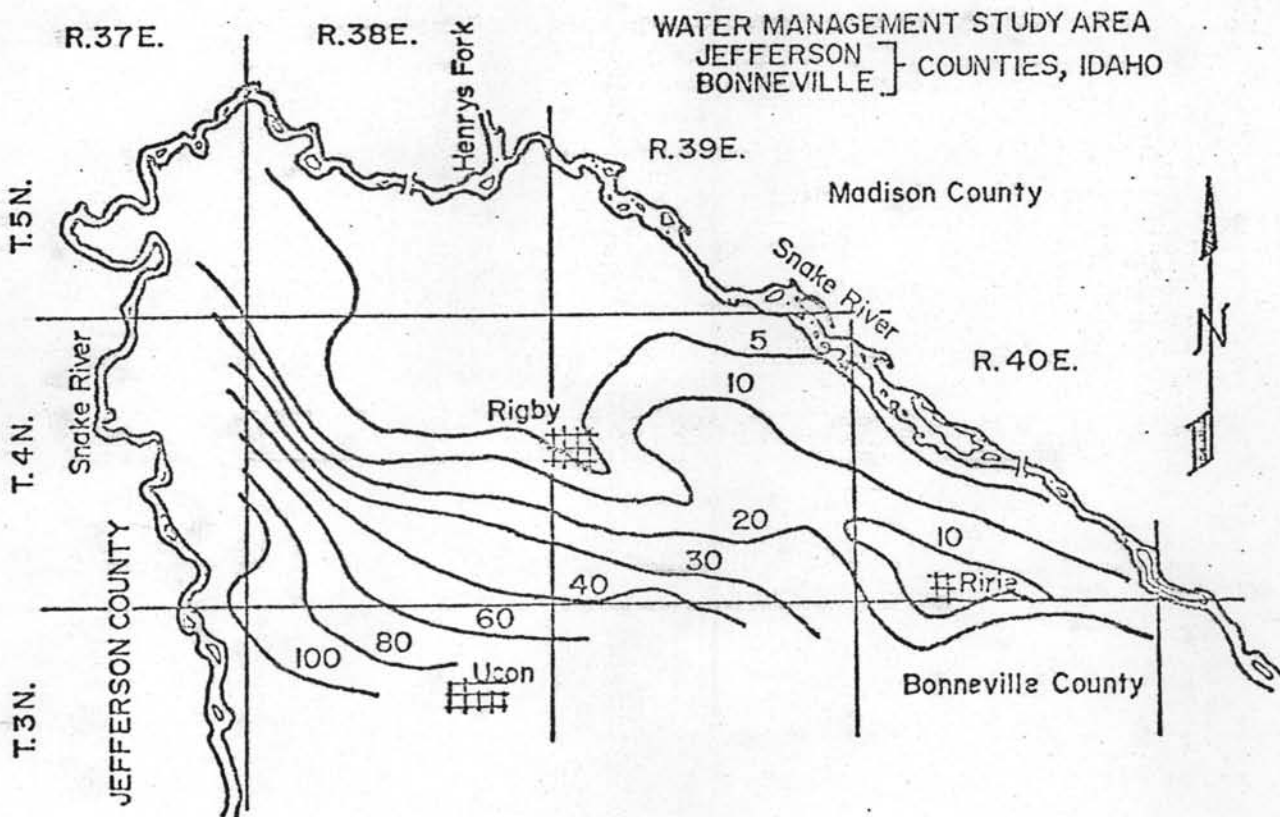 WATER MANAGEMENT STUDY AREA
JEFFERSON
BONNEVILLE
COUNTIES, IDAHO
R.37E.
R.38E.
Henrys Fork
R.39E.
Madison County
T.5N.
Snake River
N
R.40E.
5
10
Snake River
Rigby
T.4N.
20
10
30
Ririe
40
60
80
100
Ucon
Bonneville County
JEFFERSON COUNTY
T.3N.